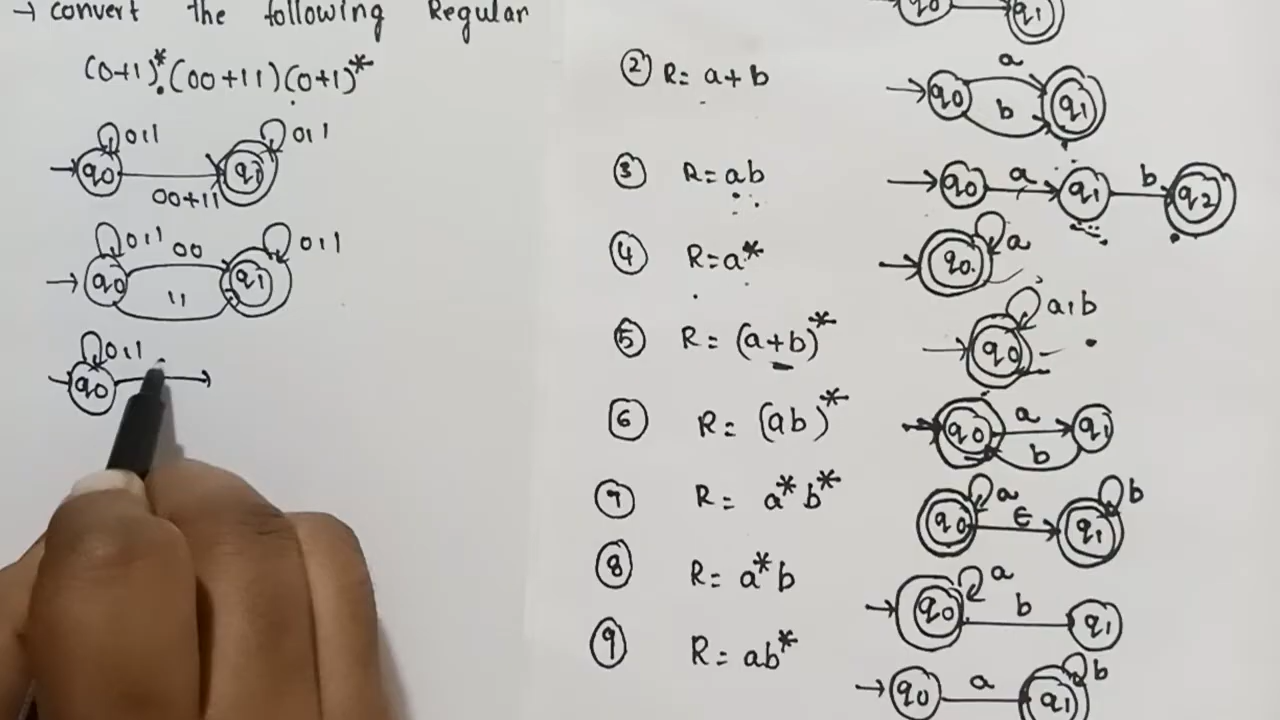 → convert the following Regular
(0+1)*.(00+11)(0+1)*
q0 0,1 00+11 q1 0,1
q0 0,1 00 11 q1 0,1
q0 0,1
q0 q1
② R= a+b q0 a b q1
③ R= ab q0 a q1 b q2
④ R=a* q0 a
⑤ R= (a+b)* q0 a,b
⑥ R= (ab)* q0 a q1 b
⑦ R= a*b* q0 a ε q1 b
⑧ R= a*b q0 a b q1
⑨ R= ab* q0 a q1 b